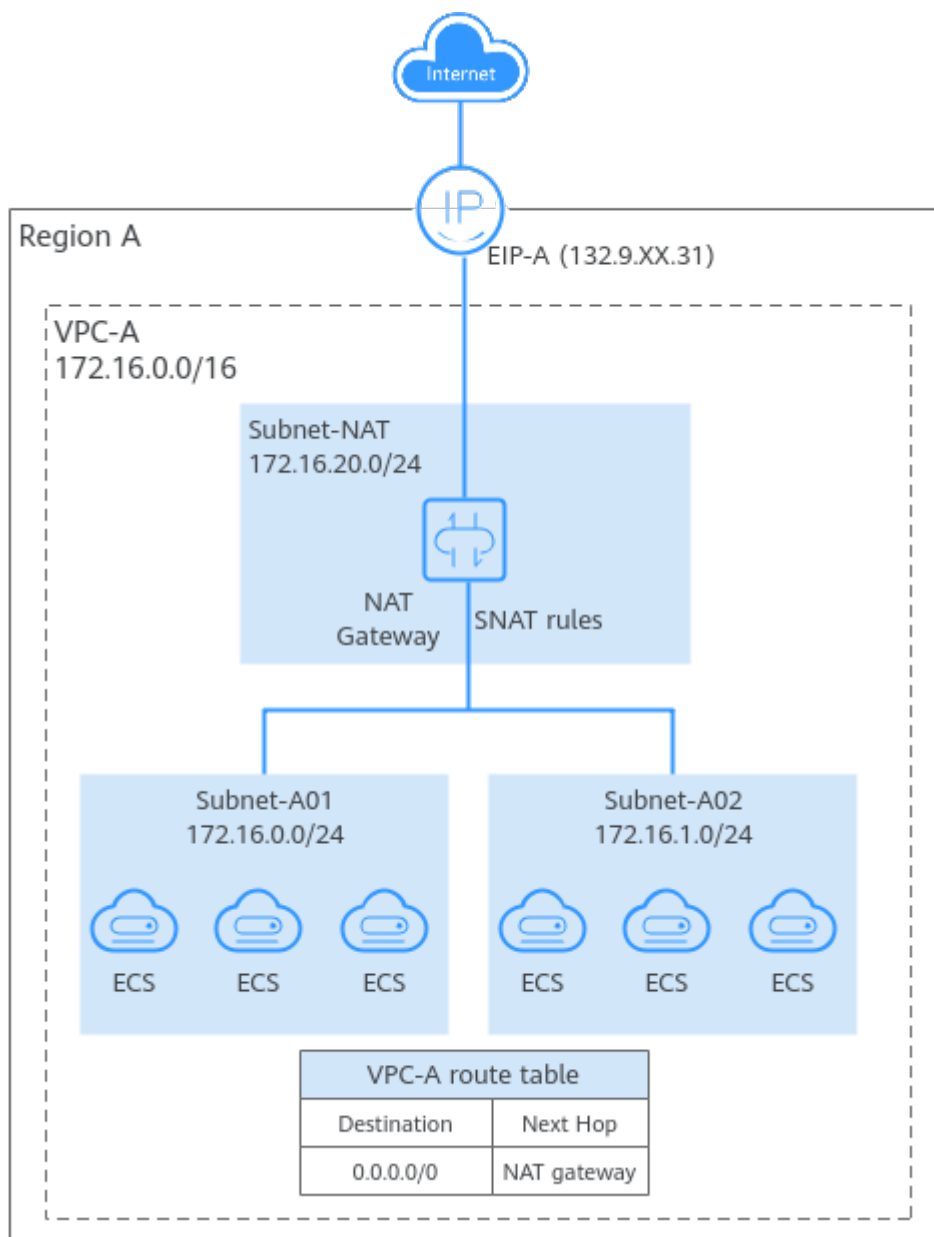 Internet
IP
Region A
EIP-A (132.9.XX.31)
VPC-A
172.16.0.0/16
Subnet-NAT
172.16.20.0/24
NAT
Gateway
SNAT rules
Subnet-A01
172.16.0.0/24
ECS
ECS
ECS
Subnet-A02
172.16.1.0/24
ECS
ECS
ECS
VPC-A route table
Destination
Next Hop
0.0.0.0/0
NAT gateway